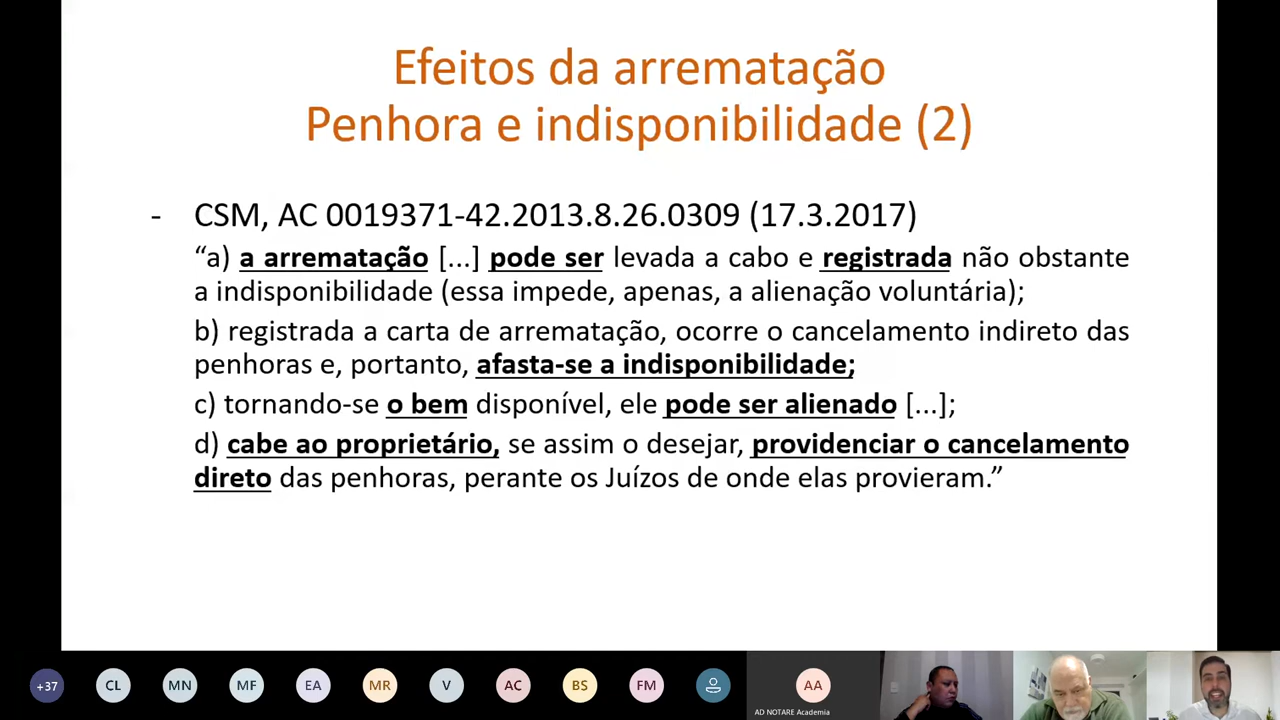 Efeitos da arrematação
Penhora e indisponibilidade (2)
- CSM, AC 0019371-42.2013.8.26.0309 (17.3.2017)
“a) a arrematação [...] pode ser levada a cabo e registrada não obstante
a indisponibilidade (essa impede, apenas, a alienação voluntária);
b) registrada a carta de arrematação, ocorre o cancelamento indireto das
penhoras e, portanto, afasta-se a indisponibilidade;
c) tornando-se o bem disponível, ele pode ser alienado [...];
d) cabe ao proprietário, se assim o desejar, providenciar o cancelamento
direto das penhoras, perante os Juízos de onde elas provieram.”
+37 CL MN MF EA MR V AC BS FM AA
AD NOTARE Academia